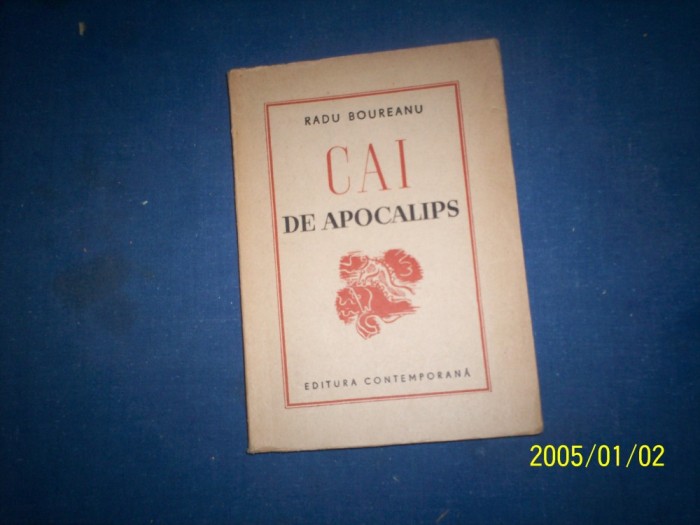 RADU BOUREANU
CAI
DE APOCALIPS
EDITURA CONTEMPORANĂ
2005/01/02